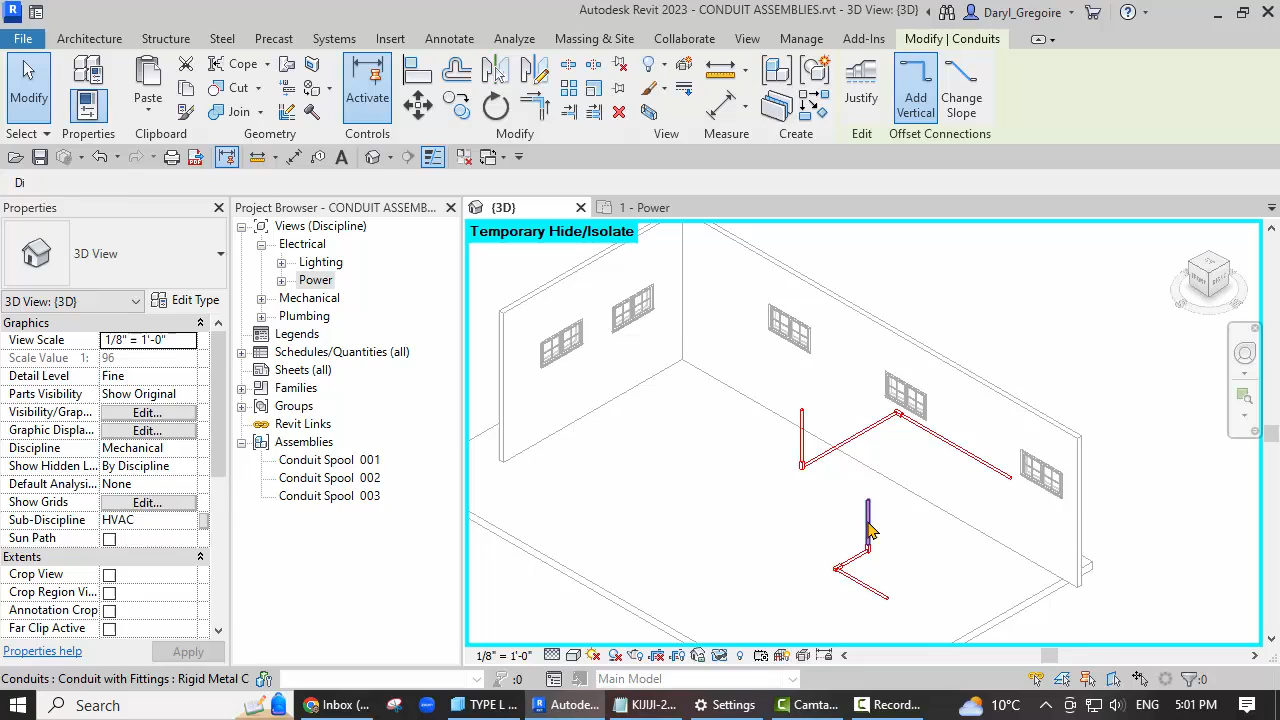 Autodesk Revit 2023 - CONDUIT ASSEMBLIES.rvt - 3D View: {3D}
Daryl_Gregoire
File
Architecture
Structure
Steel
Precast
Systems
Insert
Annotate
Analyze
Massing & Site
Collaborate
View
Manage
Add-Ins
Modify | Conduits
Modify
Paste
Cope
Cut
Join
Activate
Justify
Add
Vertical
Change
Slope
Select
Properties
Clipboard
Geometry
Controls
Modify
View
Measure
Create
Edit
Offset Connections
Di
Properties
3D View
3D View: {3D}
Edit Type
Graphics
View Scale
1/8" = 1'-0"
Scale Value 1:
96
Detail Level
Fine
Parts Visibility
Show Original
Visibility/Grap...
Edit...
Graphic Displa...
Edit...
Discipline
Mechanical
Show Hidden L...
By Discipline
Default Analysi...
None
Show Grids
Edit...
Sub-Discipline
HVAC
Sun Path
Extents
Crop View
Crop Region Vi...
Annotation Crop
Far Clip Active
Properties help
Apply
Project Browser - CONDUIT ASSEMB...
Views (Discipline)
Electrical
Lighting
Power
Mechanical
Plumbing
Legends
Schedules/Quantities (all)
Sheets (all)
Families
Groups
Revit Links
Assemblies
Conduit Spool 001
Conduit Spool 002
Conduit Spool 003
{3D}
1 - Power
Temporary Hide/Isolate
TOP
1/8" = 1'-0"
Conduits : Conduit with Fittings : Rigid Metal C
:0
Main Model
:0
Search
Inbox (...
TYPE L ...
Autode...
KIJIJI-2...
Settings
Camta...
Record...
10°C
ENG
5:01 PM